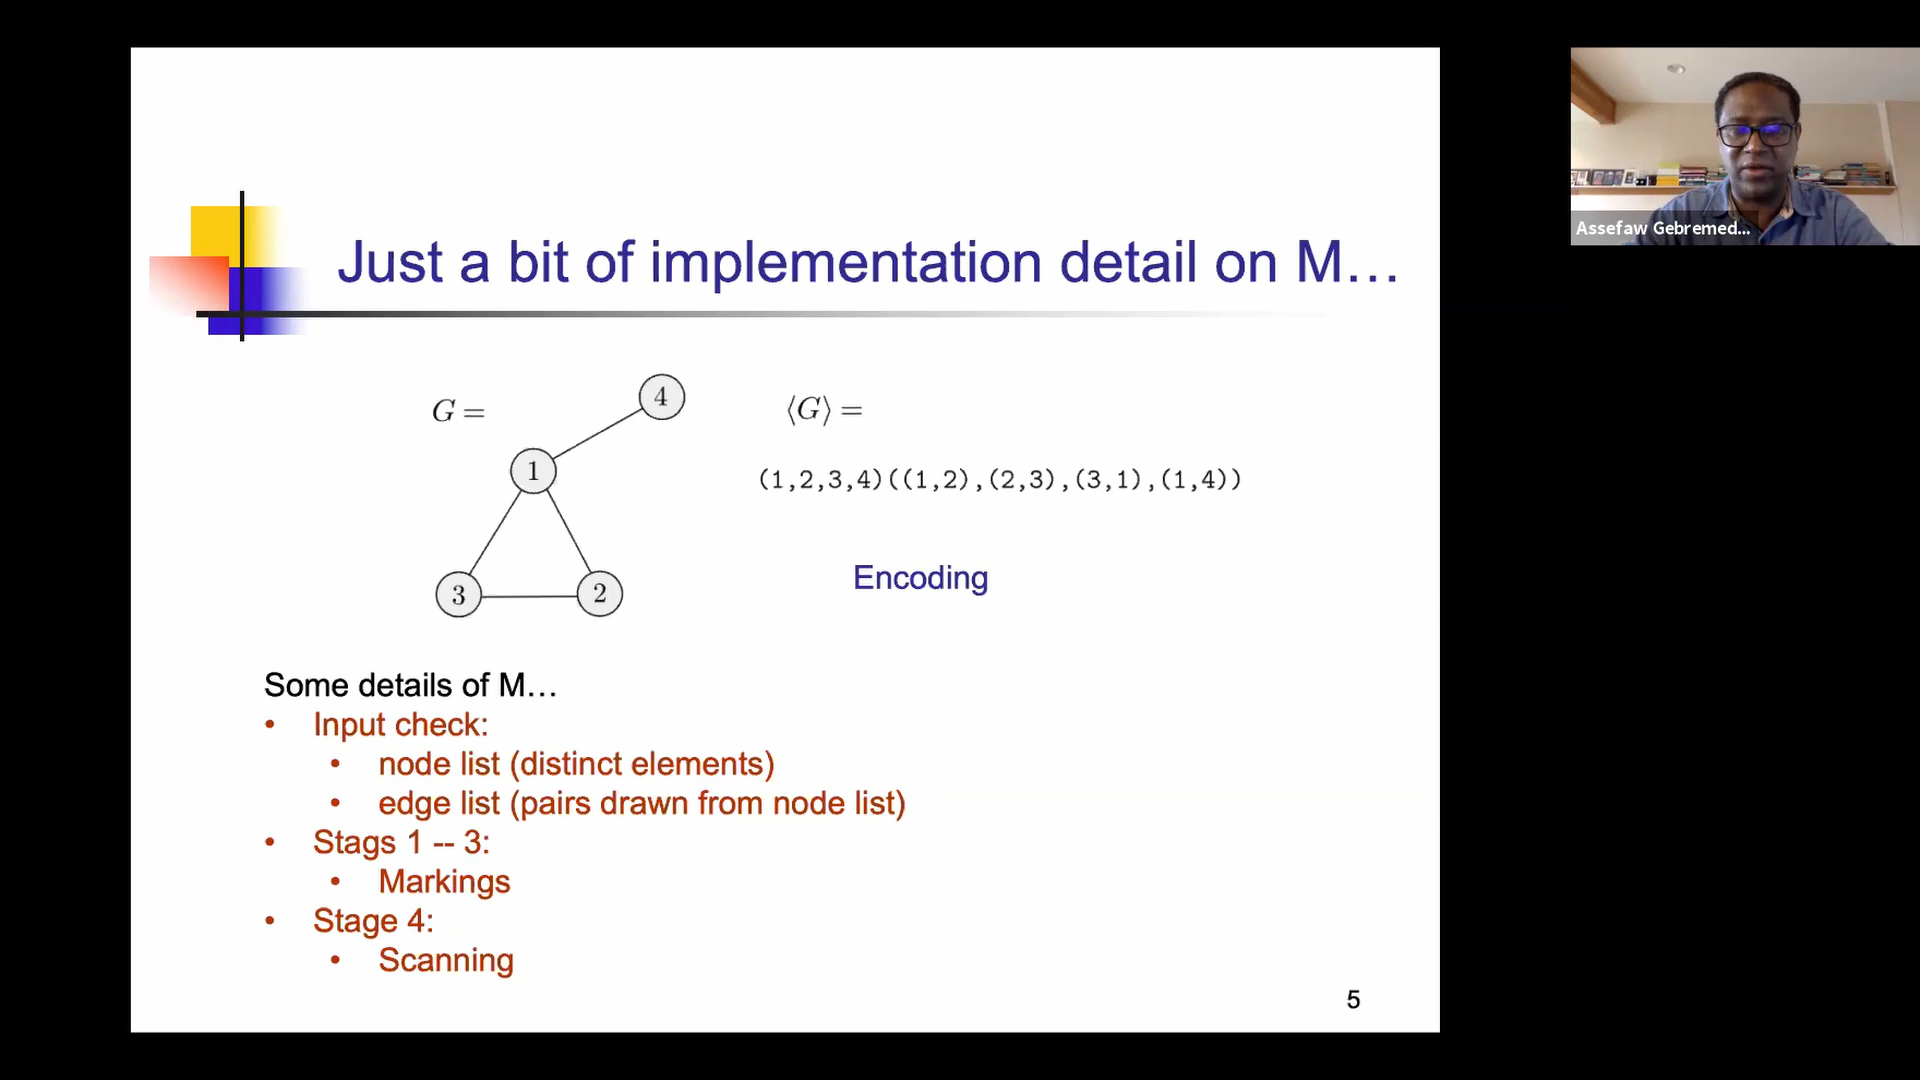 Just a bit of implementation detail on M…
G =
4
1
3
2
⟨G⟩ =
(1,2,3,4)((1,2),(2,3),(3,1),(1,4))
Encoding
Some details of M…
• Input check:
• node list (distinct elements)
• edge list (pairs drawn from node list)
• Stags 1 -- 3:
• Markings
• Stage 4:
• Scanning
5
Assefaw Gebremed...